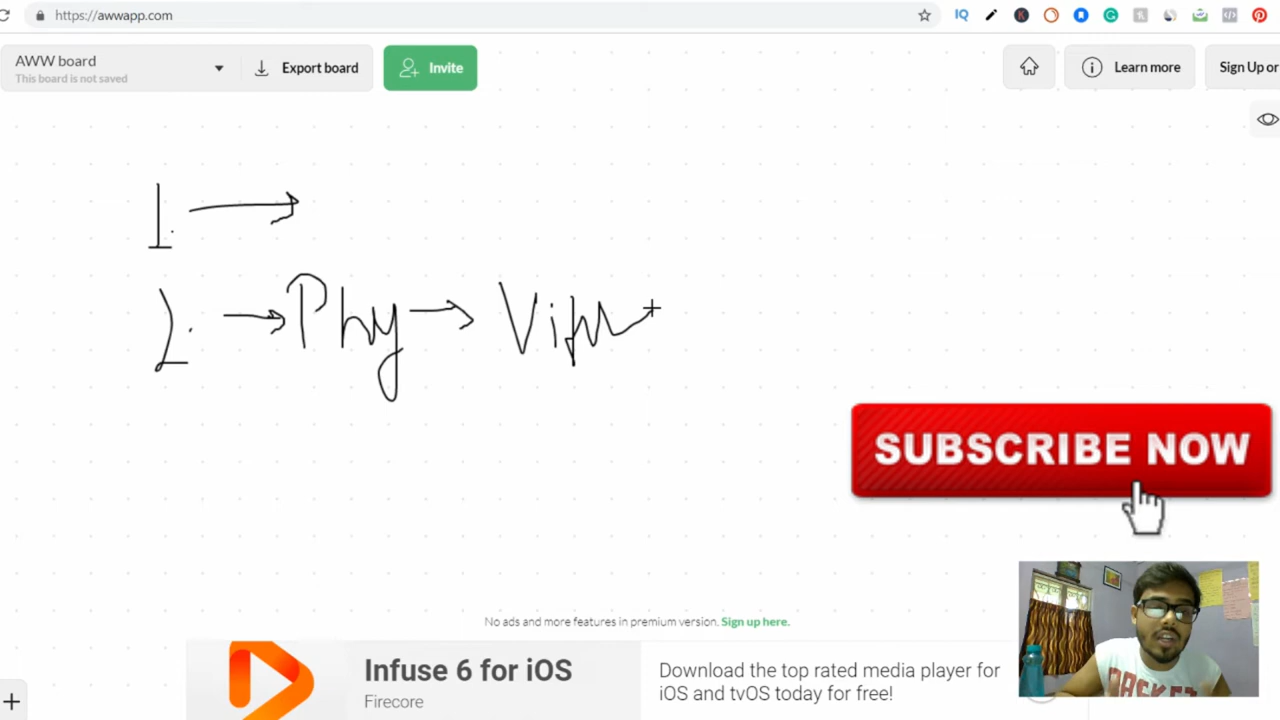 https://awwapp.com
AWW board
This board is not saved
Export board
Invite
Learn more
Sign Up or
1. →
2. → Phy →
SUBSCRIBE NOW
No ads and more features in premium version. Sign up here.
Infuse 6 for iOS
Firecore
Download the top rated media player for
iOS and tvOS today for free!